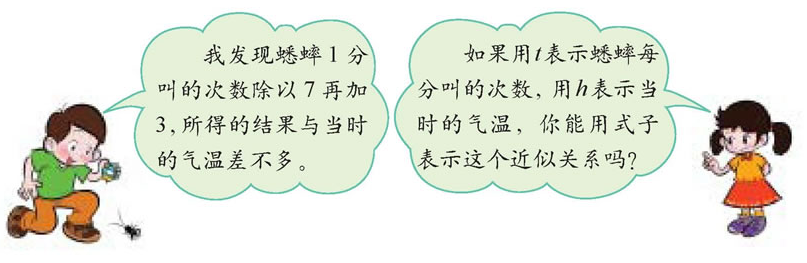 我发现蟋蟀1分
叫的次数除以7再加
3,所得的结果与当时
的气温差不多。
如果用t表示蟋蟀每
分叫的次数,用h表示当
时的气温,你能用式子
表示这个近似关系吗?